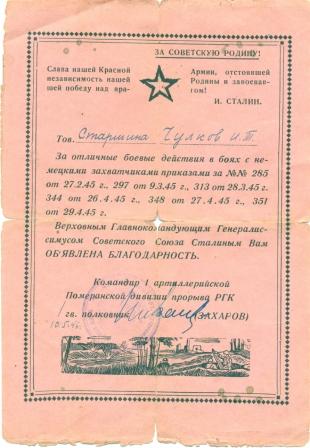 ЗА СОВЕТСКУЮ РОДИНУ!
Слава нашей Красной Армии, отстоявшей
независимость нашей Родины и завоевав-
шей победу над вра- гом!
И. СТАЛИН.
Тов. Старшина Чулков И.Т.
За отличные боевые действия в боях с не-
мецкими захватчиками приказами за №№ 285
от 27.2.45 г., 297 от 9.3.45 г., 313 от 28.3.45 г.
344 от 26.4.45 г., 348 от 27.4.45 г., 351
от 29.4.45 г.
Верховным Главнокомандующим Генералис-
симусом Советского Союза Сталиным Вам
ОБ'ЯВЛЕНА БЛАГОДАРНОСТЬ.
Командир 1 артиллерийской
Померанской дивизии прорыва РГК
гв. полковник (ЗАХАРОВ)